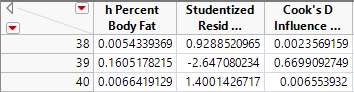 h Percent Body Fat Studentized Resid ... Cook's D Influence ...
38 0.0054339369 0.9288520965 0.0023569159
39 0.1605178215 -2.647080234 0.6699092749
40 0.0066419129 1.4001426717 0.006553932